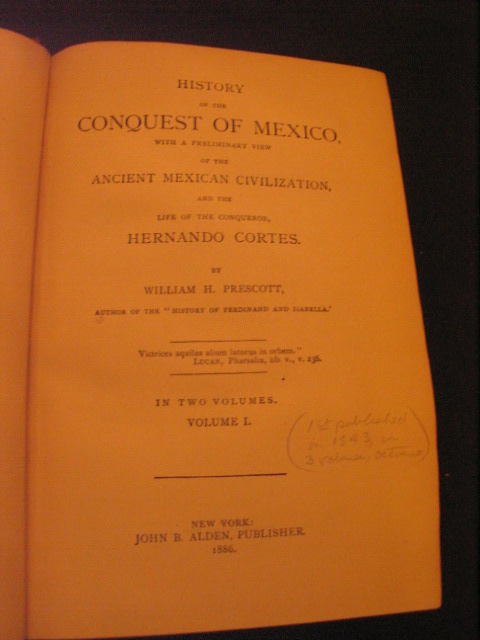 HISTORY
OF THE
CONQUEST OF MEXICO,
WITH A PRELIMINARY VIEW
OF THE
ANCIENT MEXICAN CIVILIZATION,
AND THE
LIFE OF THE CONQUEROR,
HERNANDO CORTES.
BY
WILLIAM H. PRESCOTT,
AUTHOR OF THE "HISTORY OF FERDINAND AND ISABELLA."
"Victrices aquilas alium laturus in orbem."
LUCAN, Pharsalia, lib. v., v. 238.
IN TWO VOLUMES.
VOLUME I.
(1st published
in 1843, in
3 volumes, octavo)
NEW YORK:
JOHN B. ALDEN, PUBLISHER.
1886.